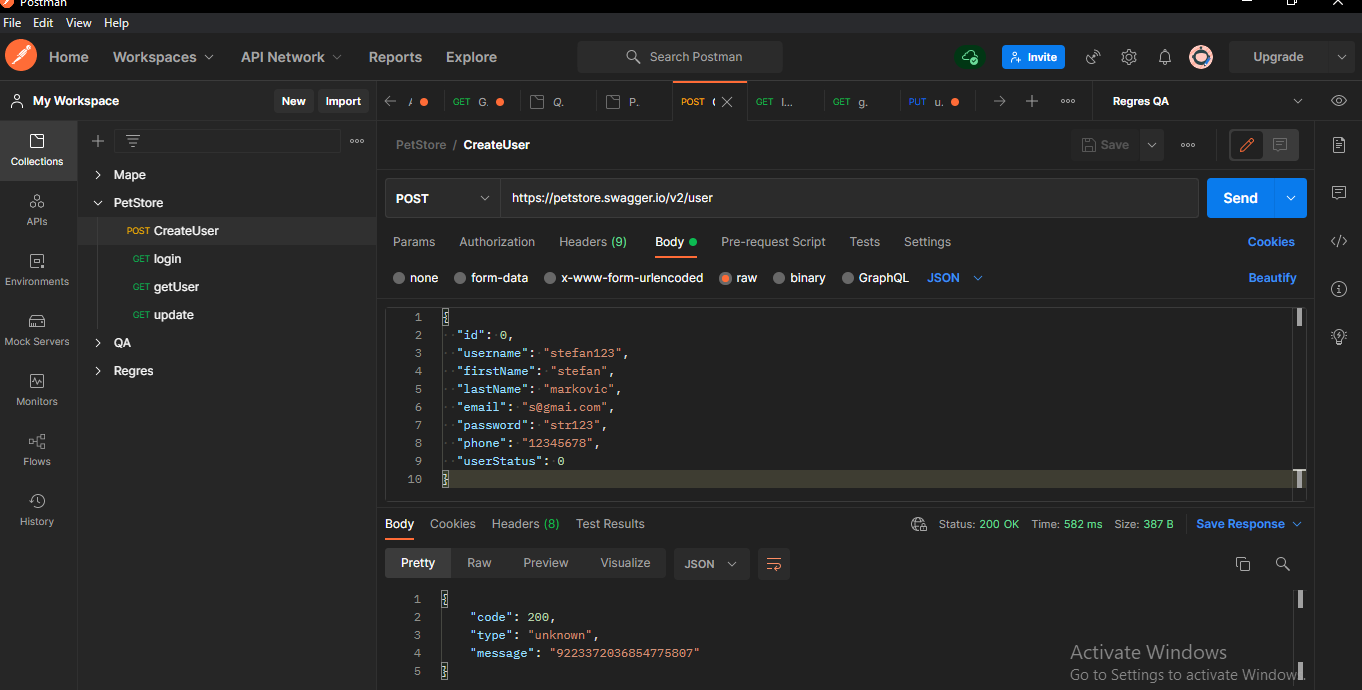 Postman
File Edit View Help
Home Workspaces API Network Reports Explore Search Postman Invite Upgrade
My Workspace New Import GET G. Q. P. POST GET I... GET g. PUT u. Regres QA
Collections
APIs
Environments
Mock Servers
Monitors
Flows
History
Mape
PetStore
POST CreateUser
GET login
GET getUser
GET update
QA
Regres
PetStore / CreateUser Save
POST https://petstore.swagger.io/v2/user Send
Params Authorization Headers (9) Body Pre-request Script Tests Settings Cookies
none form-data x-www-form-urlencoded raw binary GraphQL JSON Beautify
1 {
2 "id": 0,
3 "username": "stefan123",
4 "firstName": "stefan",
5 "lastName": "markovic",
6 "email": "s@gmai.com",
7 "password": "str123",
8 "phone": "12345678",
9 "userStatus": 0
10 }
Body Cookies Headers (8) Test Results Status: 200 OK Time: 582 ms Size: 387 B Save Response
Pretty Raw Preview Visualize JSON
1 {
2 "code": 200,
3 "type": "unknown",
4 "message": "9223372036854775807"
5 }
Activate Windows
Go to Settings to activate Windows.